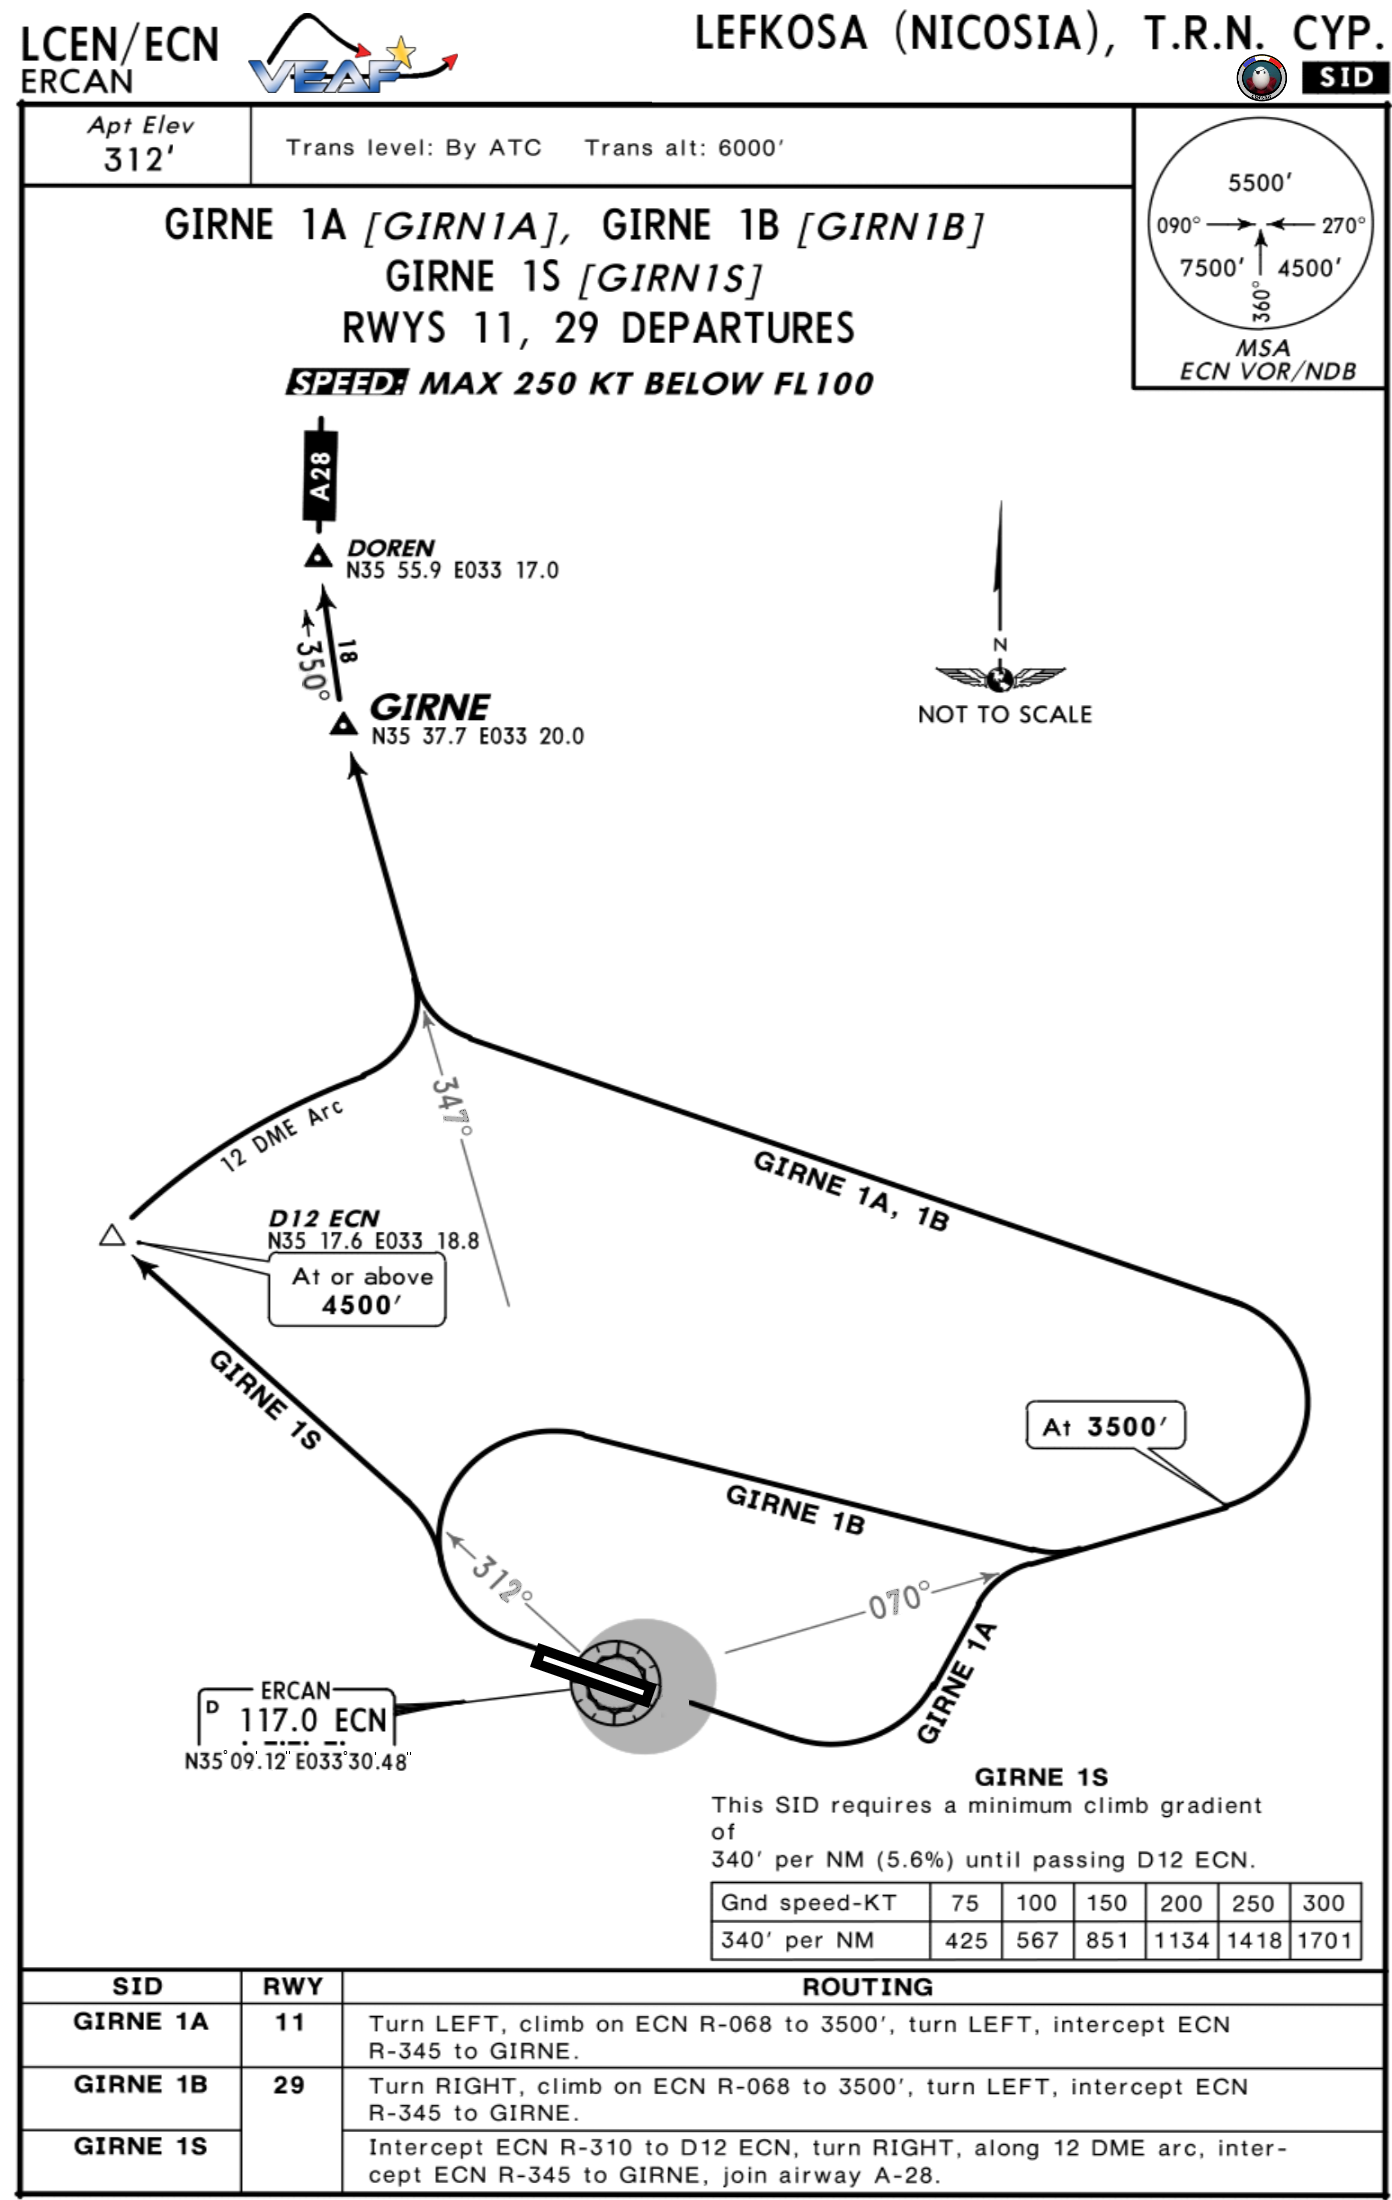 LCEN/ECN
ERCAN
VEAF
LEFKOSA (NICOSIA), T.R.N. CYP.
SID
Apt Elev
312'
Trans level: By ATC Trans alt: 6000'
5500'
090° 270°
7500' 4500'
360°
MSA
ECN VOR/NDB
GIRNE 1A [GIRN1A], GIRNE 1B [GIRN1B]
GIRNE 1S [GIRN1S]
RWYS 11, 29 DEPARTURES
SPEED: MAX 250 KT BELOW FL100
A28
DOREN
N35 55.9 E033 17.0
350°
18
GIRNE
N35 37.7 E033 20.0
N
NOT TO SCALE
347°
12 DME Arc
GIRNE 1A, 1B
D12 ECN
N35 17.6 E033 18.8
At or above
4500'
GIRNE 1S
At 3500'
GIRNE 1B
312°
070°
GIRNE 1A
ERCAN
D 117.0 ECN
N35°09.12" E033°30'.48"
GIRNE 1S
This SID requires a minimum climb gradient
of
340' per NM (5.6%) until passing D12 ECN.
Gnd speed-KT 75 100 150 200 250 300
340' per NM 425 567 851 1134 1418 1701
SID RWY ROUTING
GIRNE 1A 11 Turn LEFT, climb on ECN R-068 to 3500', turn LEFT, intercept ECN
R-345 to GIRNE.
GIRNE 1B 29 Turn RIGHT, climb on ECN R-068 to 3500', turn LEFT, intercept ECN
R-345 to GIRNE.
GIRNE 1S Intercept ECN R-310 to D12 ECN, turn RIGHT, along 12 DME arc, inter-
cept ECN R-345 to GIRNE, join airway A-28.